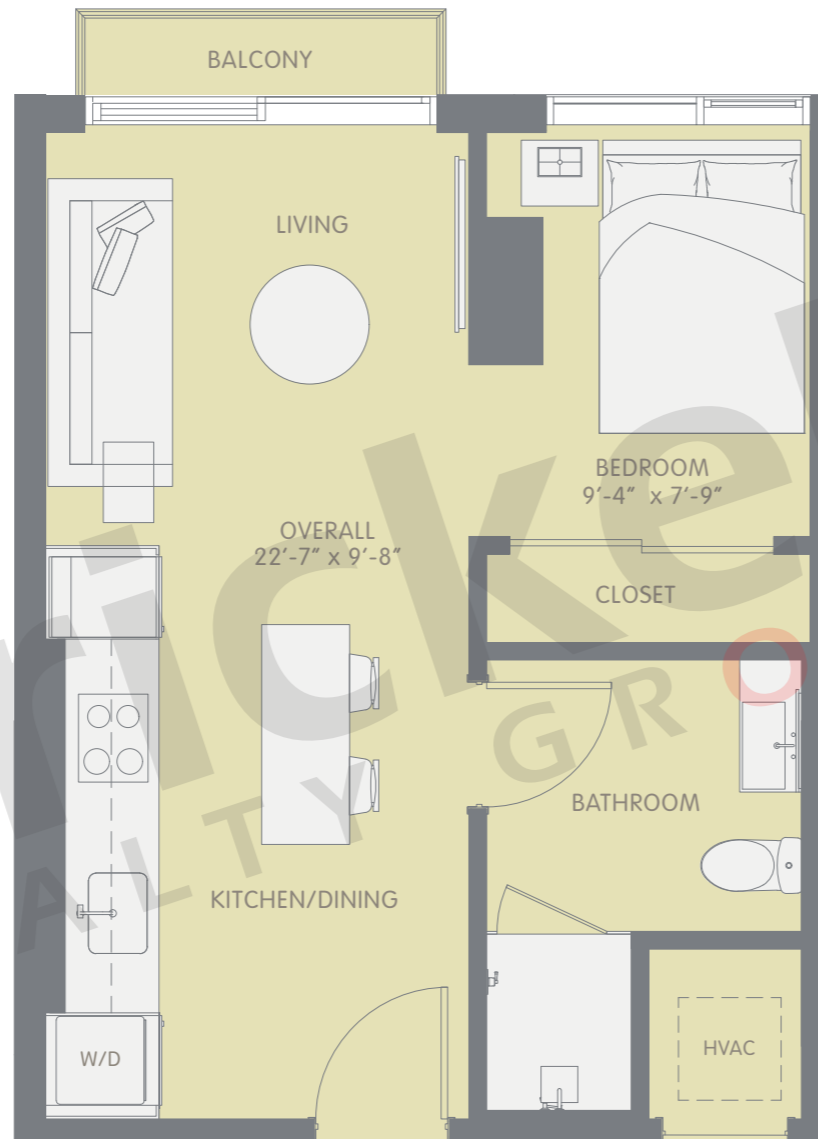 BALCONY
LIVING
BEDROOM
9'-4" x 7'-9"
OVERALL
22'-7" x 9'-8"
CLOSET
BATHROOM
KITCHEN/DINING
W/D
HVAC